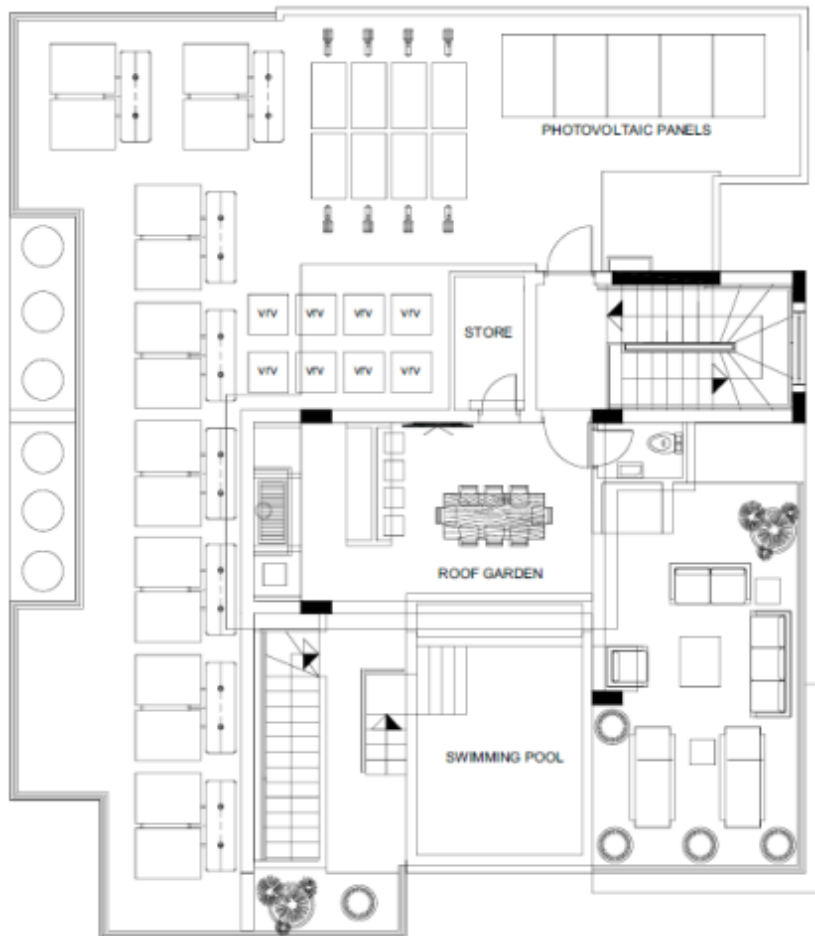 PHOTOVOLTAIC PANELS
vrv vrv vrv vrv
STORE
vrv vrv vrv vrv
ROOF GARDEN
SWIMMING POOL